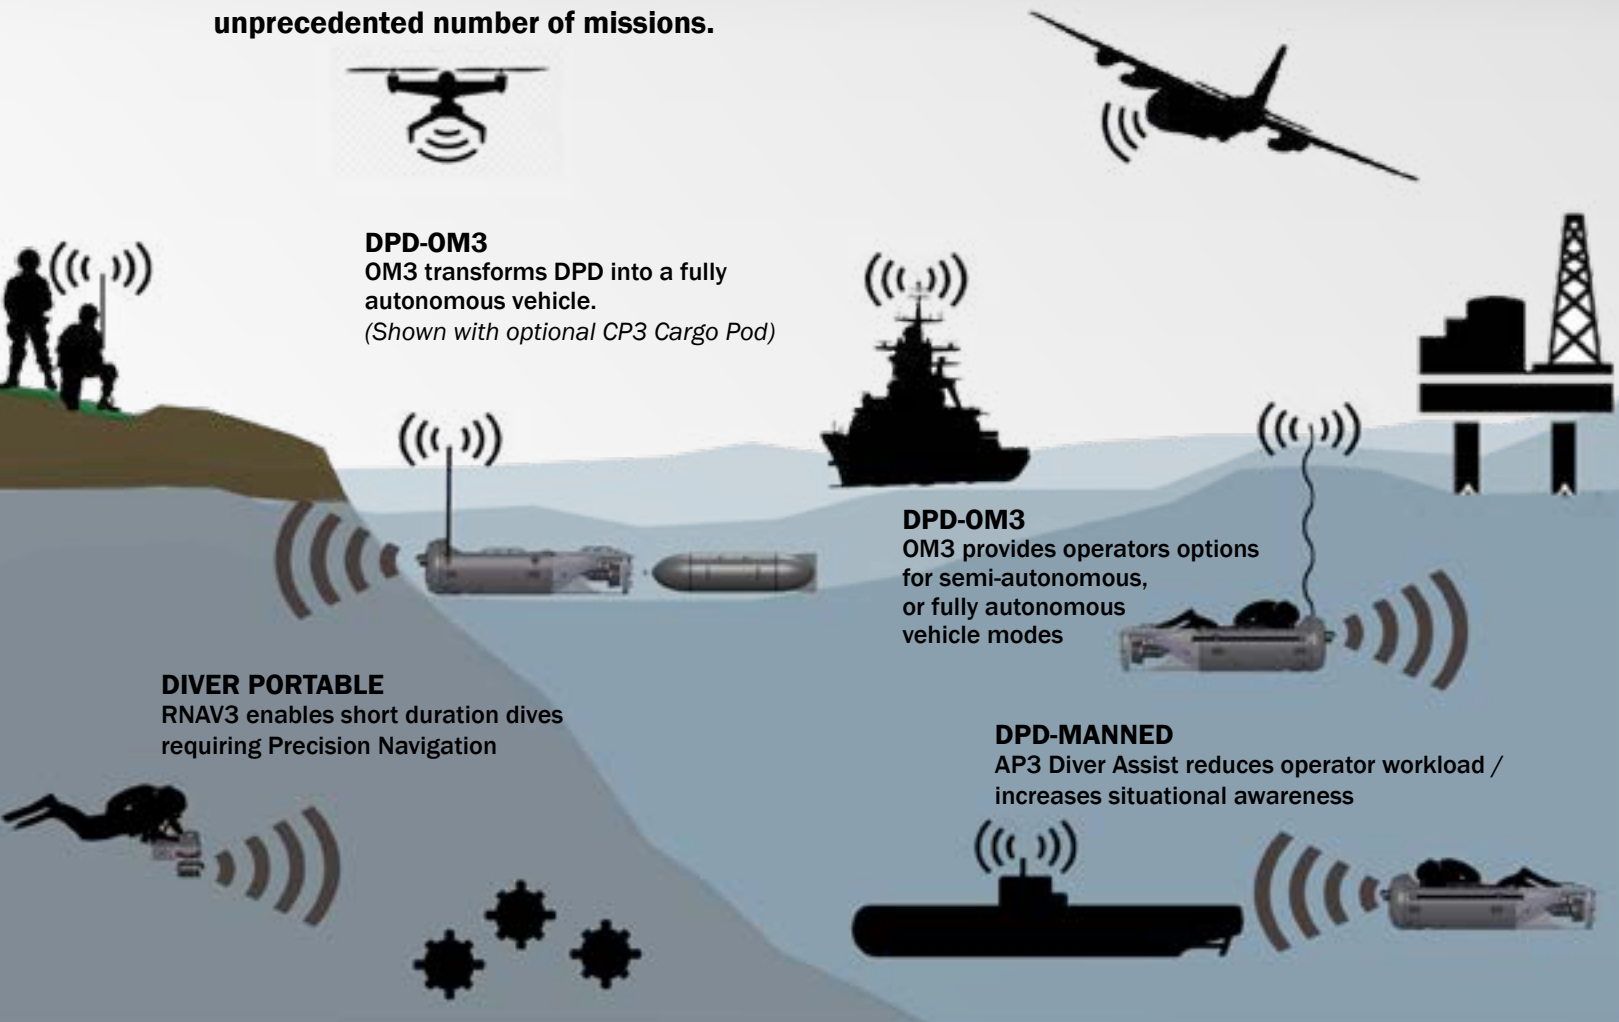 unprecedented number of missions.
DPD-OM3
OM3 transforms DPD into a fully
autonomous vehicle.
(Shown with optional CP3 Cargo Pod)
DPD-OM3
OM3 provides operators options
for semi-autonomous,
or fully autonomous
vehicle modes
DIVER PORTABLE
RNAV3 enables short duration dives
requiring Precision Navigation
DPD-MANNED
AP3 Diver Assist reduces operator workload /
increases situational awareness